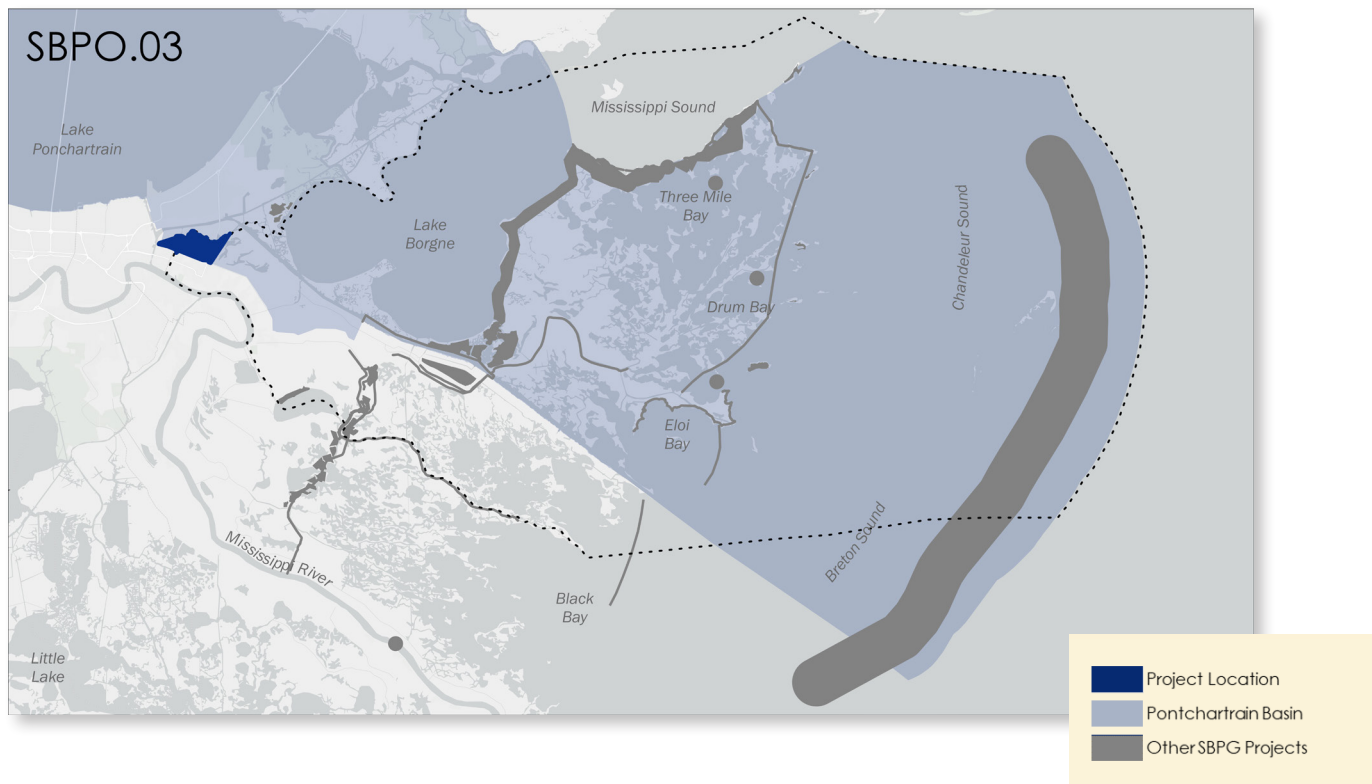 SBPO.03
Mississippi Sound
Lake
Ponchartrain
Three Mile
Bay
Chandeleur Sound
Lake
Borgne
Drum Bay
Eloi
Bay
Breton Sound
Mississippi River
Black
Bay
Little
Lake
Project Location
Pontchartrain Basin
Other SBPG Projects